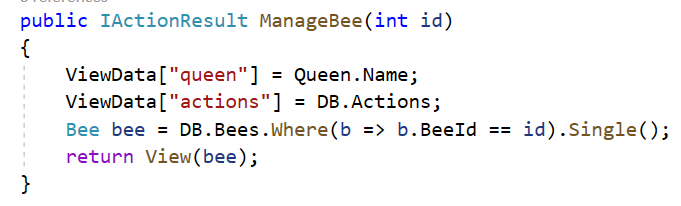 public IActionResult ManageBee(int id)
{
ViewData["queen"] = Queen.Name;
ViewData["actions"] = DB.Actions;
Bee bee = DB.Bees.Where(b => b.BeeId == id).Single();
return View(bee);
}